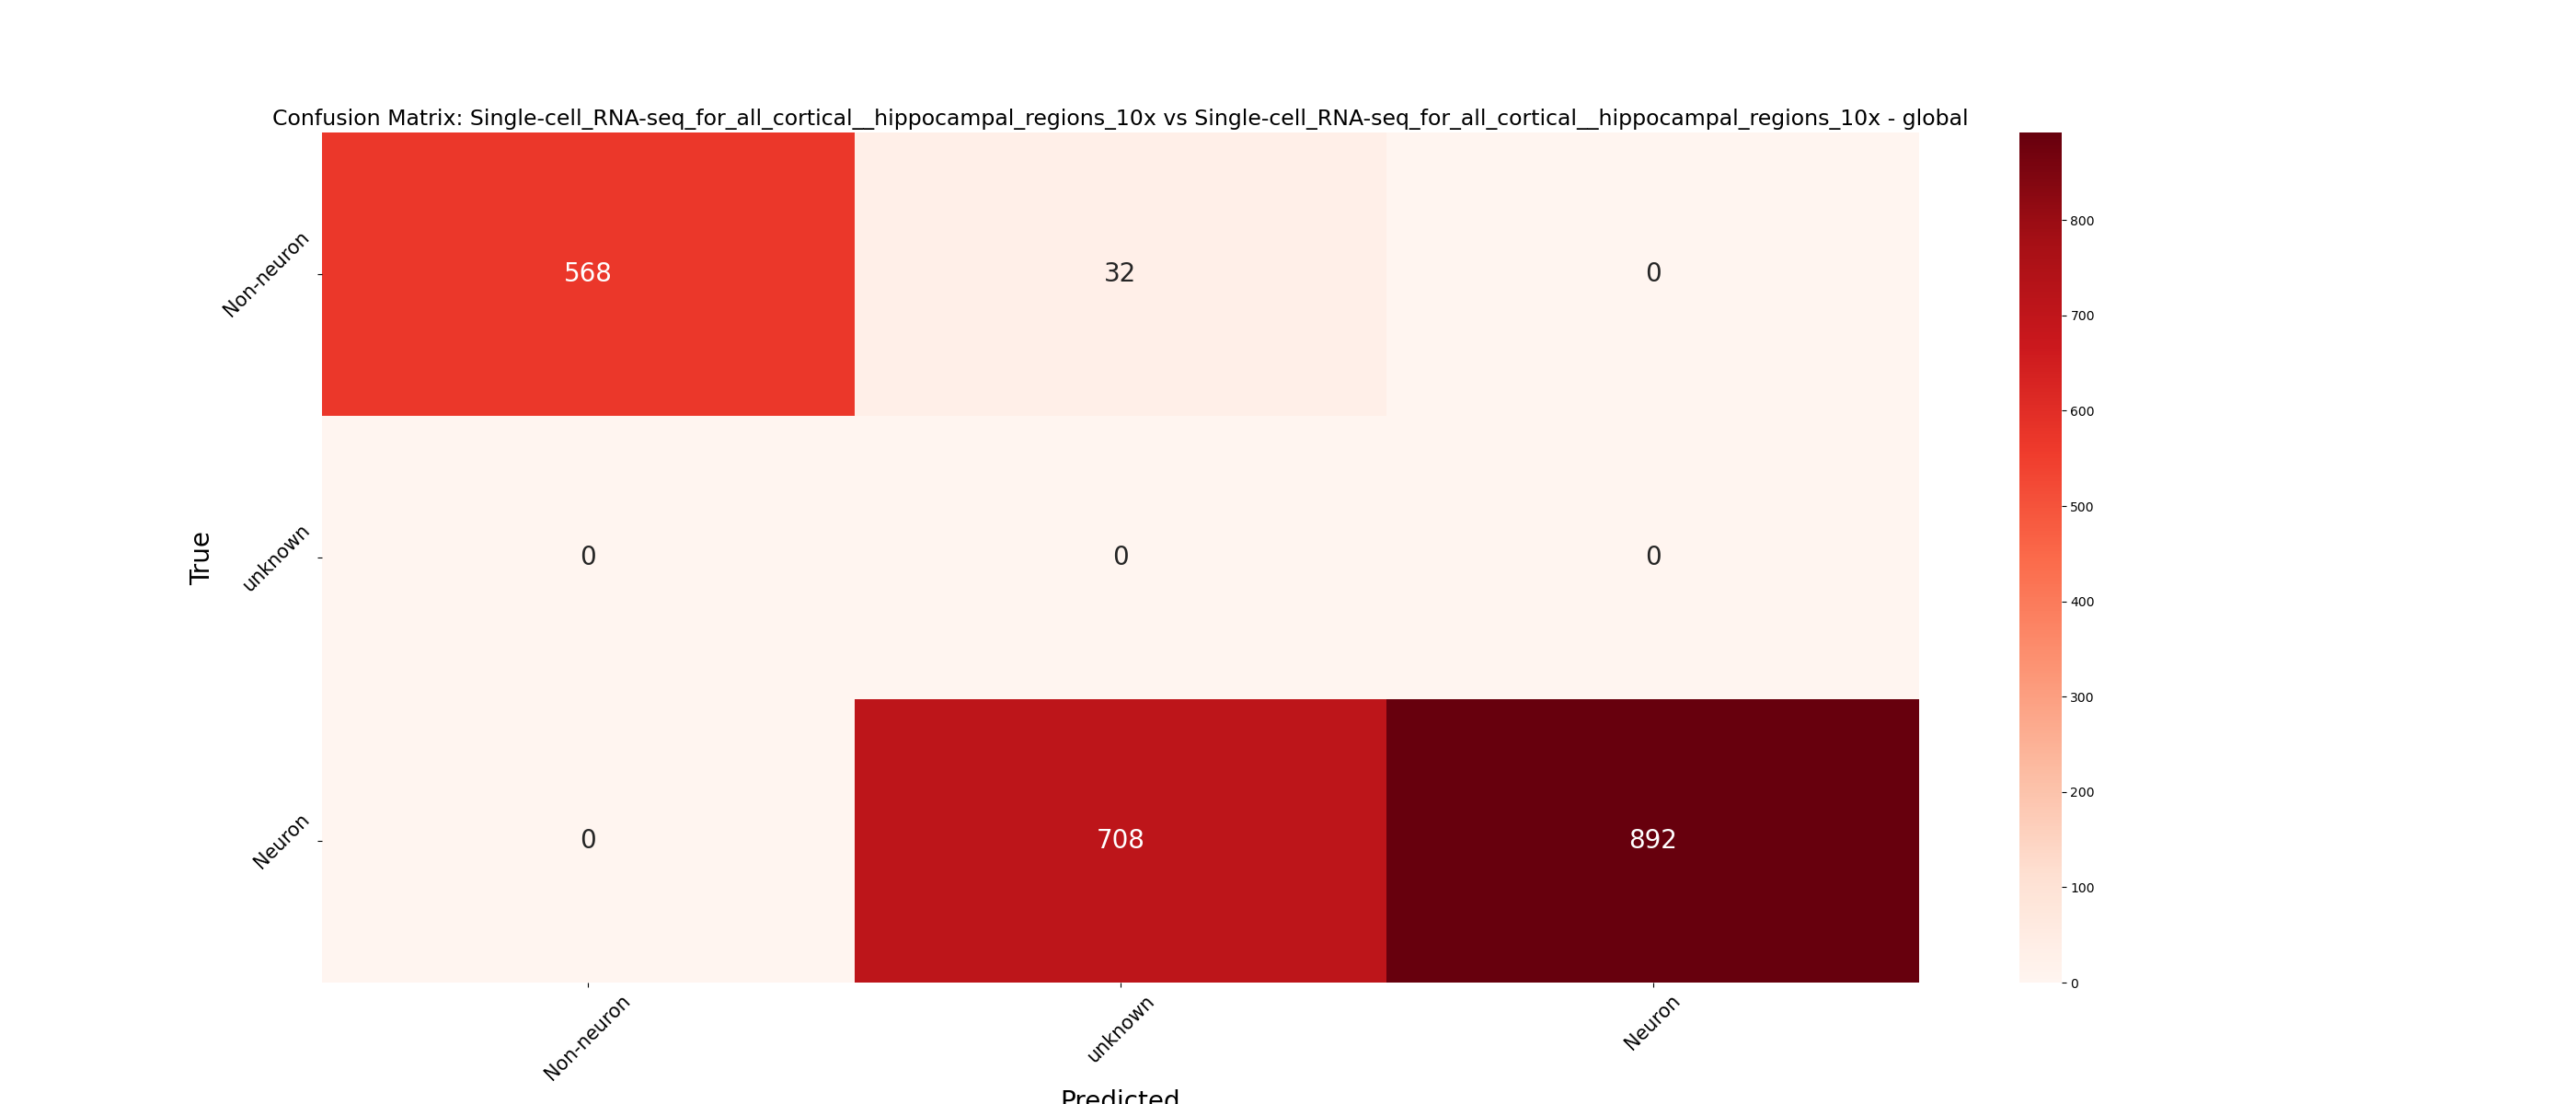 Confusion Matrix: Single-cell_RNA-seq_for_all_cortical__hippocampal_regions_10x vs Single-cell_RNA-seq_for_all_cortical__hippocampal_regions_10x - global
True
Non-neuron
568
32
0
unknown
0
0
0
Neuron
0
708
892
Non-neuron
unknown
Neuron
Predicted
800
700
600
500
400
300
200
100
0